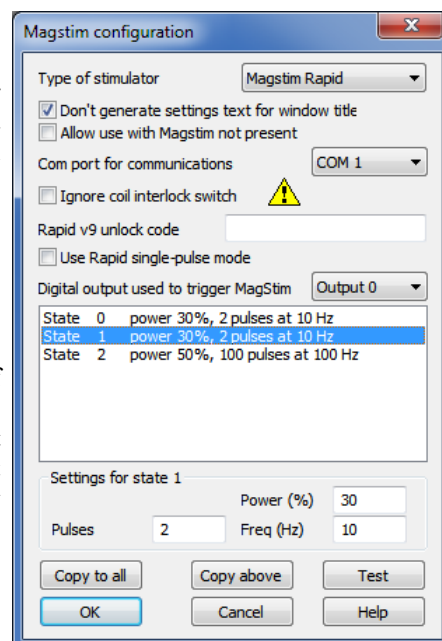 Magstim configuration
X
Type of stimulator Magstim Rapid
Don't generate settings text for window title
Allow use with Magstim not present
Com port for communications COM 1
Ignore coil interlock switch
Rapid v9 unlock code
Use Rapid single-pulse mode
Digital output used to trigger MagStim Output 0
State 0 power 30%, 2 pulses at 10 Hz
State 1 power 30%, 2 pulses at 10 Hz
State 2 power 50%, 100 pulses at 100 Hz
Settings for state 1
Power (%) 30
Pulses 2 Freq (Hz) 10
Copy to all Copy above Test
OK Cancel Help